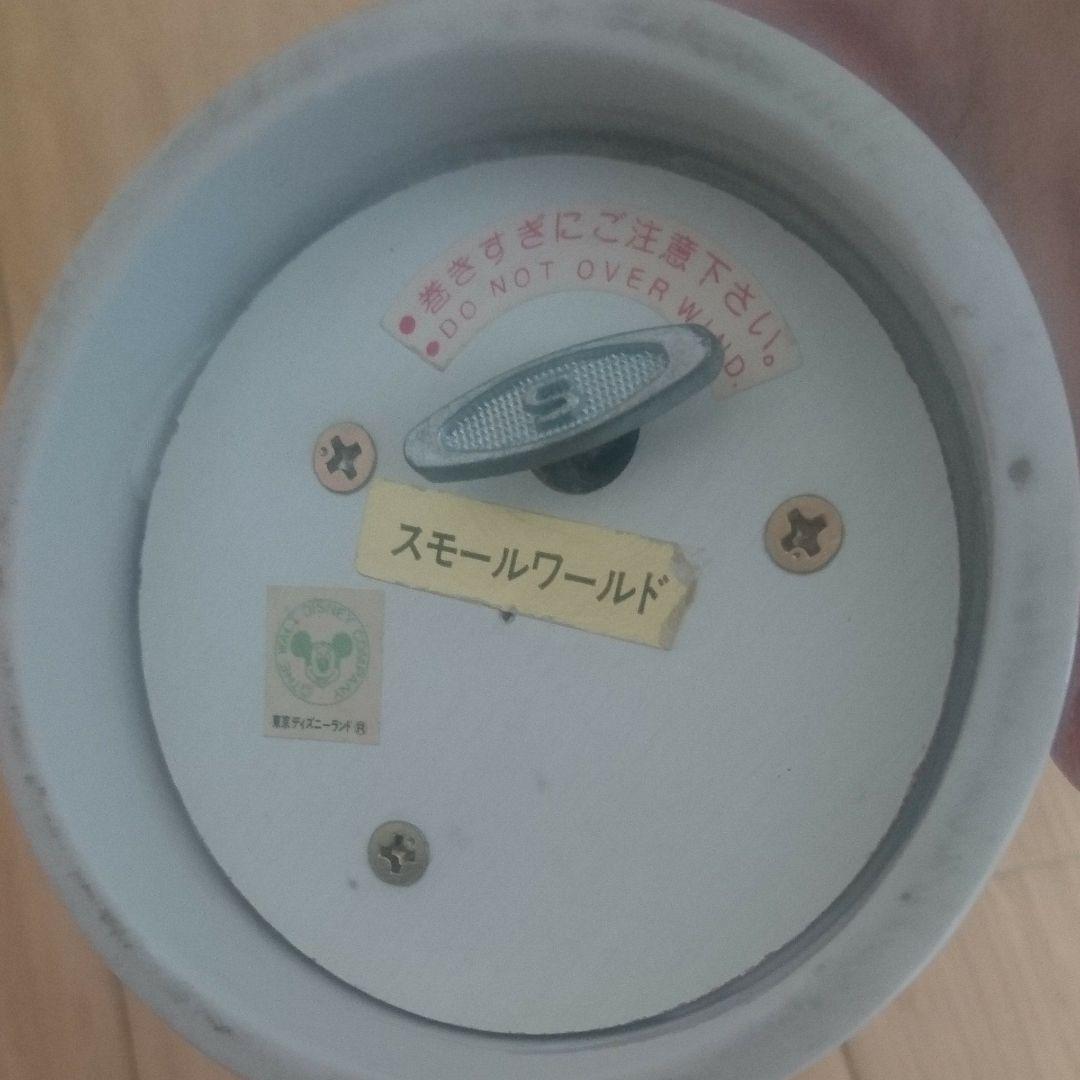 ●巻きすぎにご注意下さい。
●DO NOT OVER WIND.
S
スモールワールド
©THE WALT DISNEY COMPANY
東京ディズニーランド